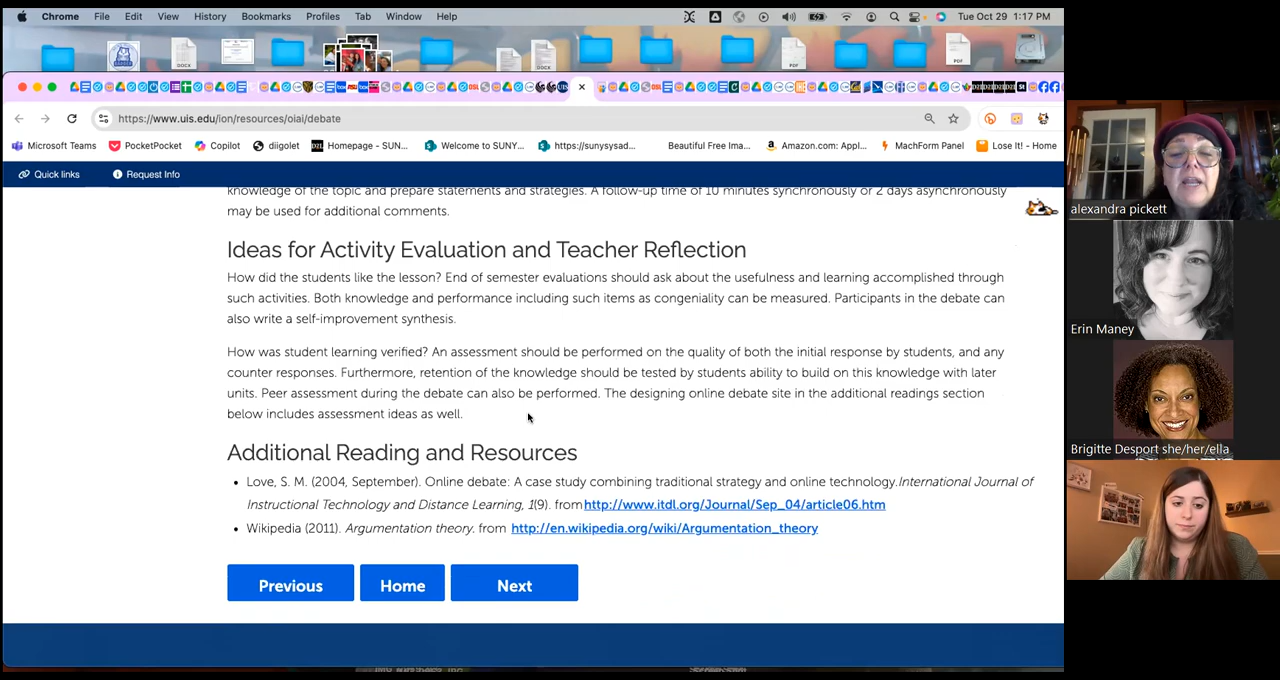 Chrome File Edit View History Bookmarks Profiles Tab Window Help Tue Oct 29 1:17 PM
DOCX
DOCX
PDF
PDF
https://www.uis.edu/ion/resources/oiai/debate
Microsoft Teams PocketPocket Copilot diigolet Homepage - SUN... Welcome to SUNY... https://sunysysad... Beautiful Free Ima... Amazon.com: Appl... MachForm Panel Lose It! - Home
Quick links Request Info
knowledge of the topic and prepare statements and strategies. A follow-up time of 10 minutes synchronously or 2 days asynchronously
may be used for additional comments.
Ideas for Activity Evaluation and Teacher Reflection
How did the students like the lesson? End of semester evaluations should ask about the usefulness and learning accomplished through
such activities. Both knowledge and performance including such items as congeniality can be measured. Participants in the debate can
also write a self-improvement synthesis.
How was student learning verified? An assessment should be performed on the quality of both the initial response by students, and any
counter responses. Furthermore, retention of the knowledge should be tested by students ability to build on this knowledge with later
units. Peer assessment during the debate can also be performed. The designing online debate site in the additional readings section
below includes assessment ideas as well.
Additional Reading and Resources
Love, S. M. (2004, September). Online debate: A case study combining traditional strategy and online technology.International Journal of
Instructional Technology and Distance Learning, 1(9). fromhttp://www.itdl.org/Journal/Sep_04/article06.htm
Wikipedia (2011). Argumentation theory. from http://en.wikipedia.org/wiki/Argumentation_theory
Previous Home Next
alexandra pickett
Erin Maney
Brigitte Desport she/her/ella